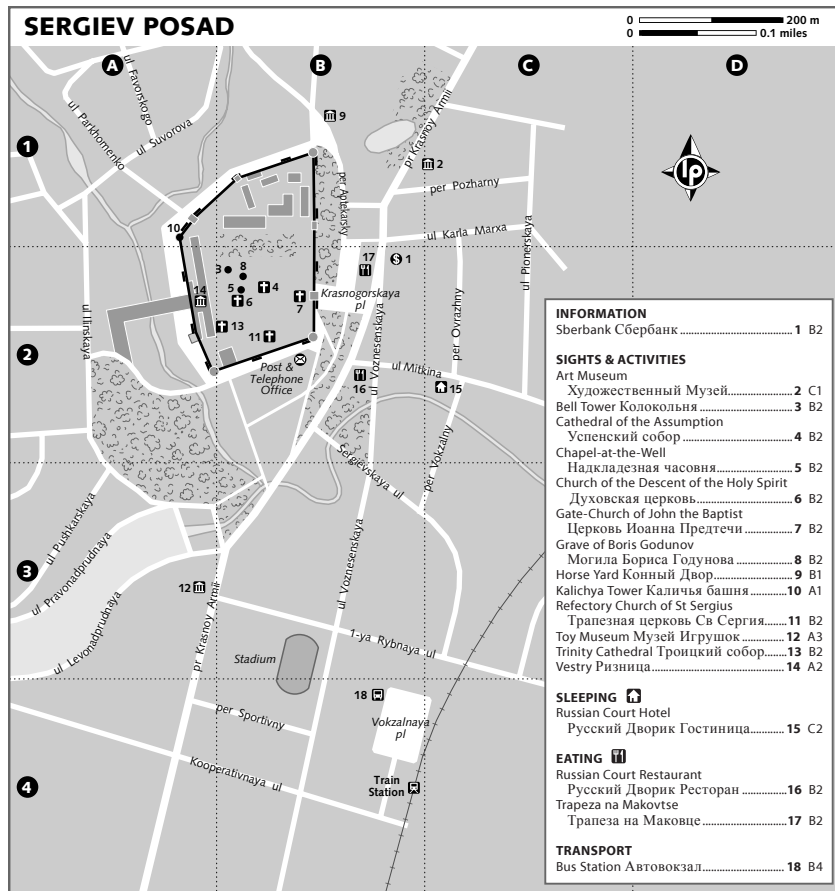 SERGIEV POSAD
0 200 m
0 0.1 miles
A
B
C
D
1
2
3
4
ul Favorskogo
ul Parkhomenko
ul Suvorova
9
pr Krasnoy Armii
2
per Pozharny
per Aptekarsky
ul Karla Marxa
ul Pionerskaya
10
17
1
3
8
5
4
14
6
7
Krasnogorskaya
pl
13
11
ul Ilinskaya
ul Voznesenskaya
per Ovrazhny
Post &
Telephone
Office
16
ul Mitkina
15
Sergievskaya ul
per Vokzalny
ul Pushkarskaya
ul Pravonadprudnaya
ul Levonadprudnaya
12
pr Krasnoy Armii
ul Voznesenskaya
1-ya Rybnaya ul
Stadium
18
per Sportivny
Vokzalnaya
pl
Kooperativnaya ul
Train
Station
lp
INFORMATION
Sberbank Сбербанк 1 B2
SIGHTS & ACTIVITIES
Art Museum
Художественный Музей 2 C1
Bell Tower Колокольня 3 B2
Cathedral of the Assumption
Успенский собор 4 B2
Chapel-at-the-Well
Надкладезная часовня 5 B2
Church of the Descent of the Holy Spirit
Духовская церковь 6 B2
Gate-Church of John the Baptist
Церковь Иоанна Предтечи 7 B2
Grave of Boris Godunov
Могила Бориса Годунова 8 B2
Horse Yard Конный Двор 9 B1
Kalichya Tower Каличья башня 10 A1
Refectory Church of St Sergius
Трапезная церковь Св Сергия 11 B2
Toy Museum Музей Игрушок 12 A3
Trinity Cathedral Троицкий собор 13 B2
Vestry Ризница 14 A2
SLEEPING
Russian Court Hotel
Русский Дворик Гостиница 15 C2
EATING
Russian Court Restaurant
Русский Дворик Ресторан 16 B2
Trapeza na Makovtse
Трапеза на Маковце 17 B2
TRANSPORT
Bus Station Автовокзал 18 B4